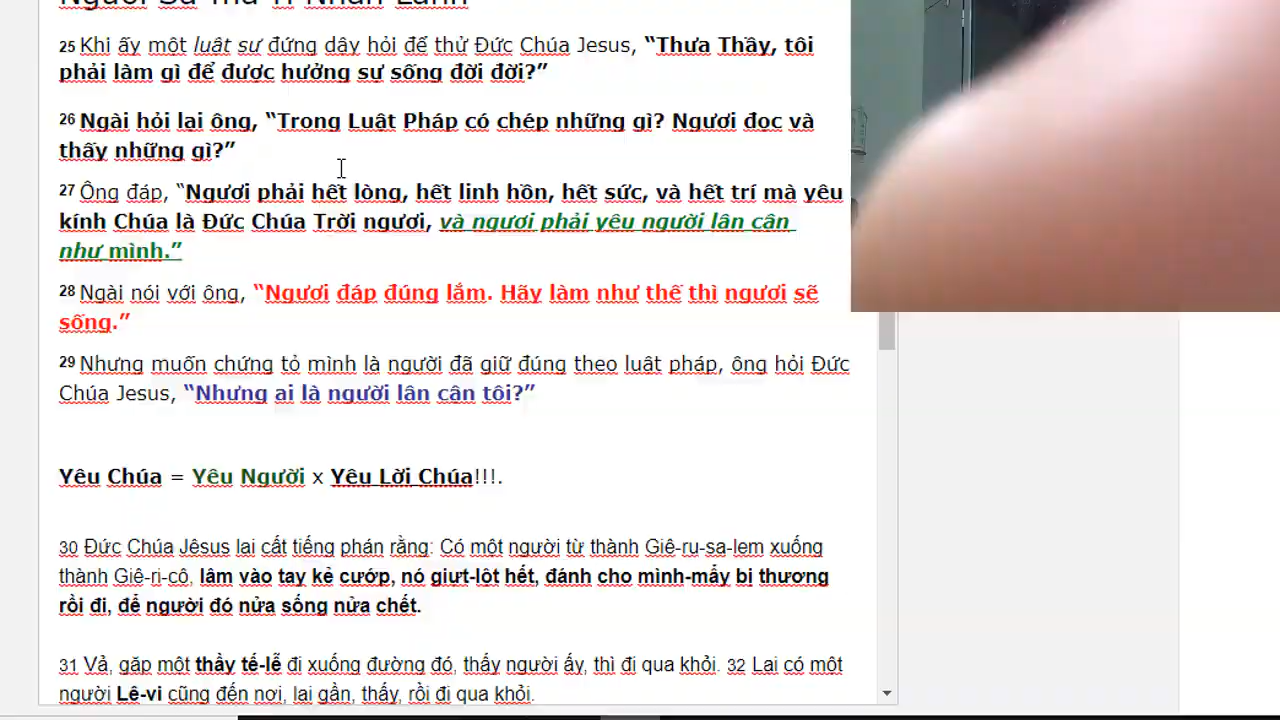 Người Sa-ma-ri Nhân Lành
25 Khi ấy một luật sư đứng dậy hỏi để thử Đức Chúa Jesus, “Thưa Thầy, tôi
phải làm gì để được hưởng sự sống đời đời?”
26 Ngài hỏi lại ông, “Trong Luật Pháp có chép những gì? Ngươi đọc và
thấy những gì?”
27 Ông đáp, “Ngươi phải hết lòng, hết linh hồn, hết sức, và hết trí mà yêu
kính Chúa là Đức Chúa Trời ngươi, và ngươi phải yêu người lân cận
như mình.”
28 Ngài nói với ông, “Ngươi đáp đúng lắm. Hãy làm như thế thì ngươi sẽ
sống.”
29 Nhưng muốn chứng tỏ mình là người đã giữ đúng theo luật pháp, ông hỏi Đức
Chúa Jesus, “Nhưng ai là người lân cận tôi?”
Yêu Chúa = Yêu Người x Yêu Lời Chúa!!!.
30 Đức Chúa Jêsus lại cất tiếng phán rằng: Có một người từ thành Giê-ru-sa-lem xuống
thành Giê-ri-cô, lâm vào tay kẻ cướp, nó giựt-lột hết, đánh cho mình-mẩy bị thương
rồi đi, để người đó nửa sống nửa chết.
31 Vả, gặp một thầy tế-lễ đi xuống đường đó, thấy người ấy, thì đi qua khỏi. 32 Lại có một
người Lê-vi cũng đến nơi, lại gần, thấy, rồi đi qua khỏi.